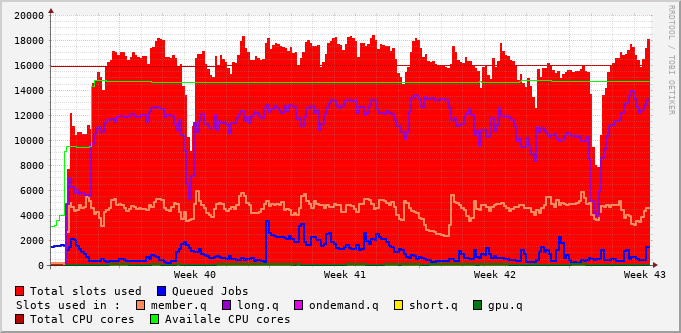 20000
18000
16000
14000
12000
10000
8000
6000
4000
2000
0
Week 40 Week 41 Week 42 Week 43
RRDTOOL / TOBI OETIKER
Total slots used Queued Jobs
Slots used in : member.q long.q ondemand.q short.q gpu.q
Total CPU cores Availale CPU cores